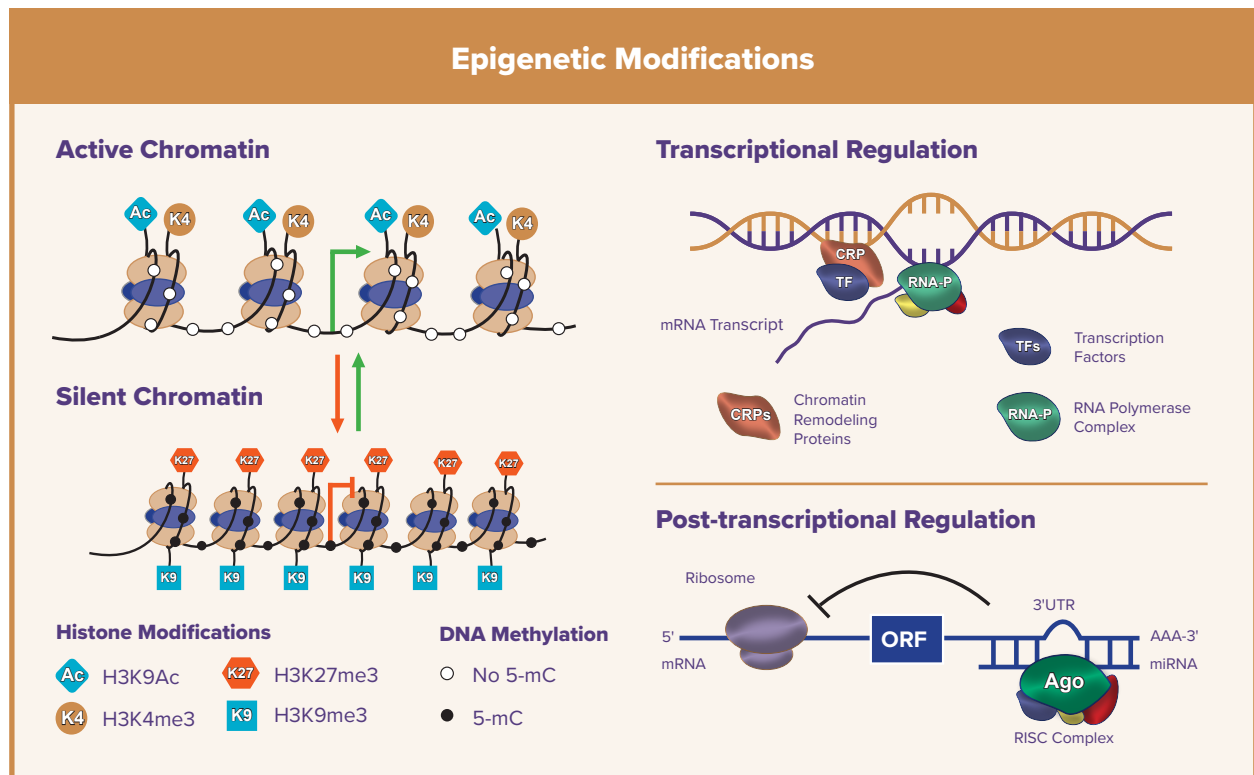 Epigenetic Modifications
Active Chromatin
Ac K4 Ac K4 Ac K4 Ac K4
Silent Chromatin
K27 K27 K27 K27 K27 K27
K9 K9 K9 K9 K9 K9
Histone Modifications
Ac H3K9Ac
K27 H3K27me3
K4 H3K4me3
K9 H3K9me3
DNA Methylation
No 5-mC
5-mC
Transcriptional Regulation
CRP
TF
RNA-P
mRNA Transcript
TFs
Transcription
Factors
CRPs
Chromatin
Remodeling
Proteins
RNA-P
RNA Polymerase
Complex
Post-transcriptional Regulation
Ribosome
3'UTR
5'
ORF
AAA-3'
mRNA
miRNA
Ago
RISC Complex